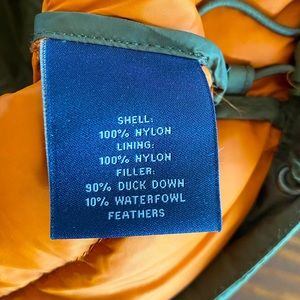 SHELL:
100% NYLON
LINING:
100% NYLON
FILLER:
90% DUCK DOWN
10% WATERFOWL
FEATHERS